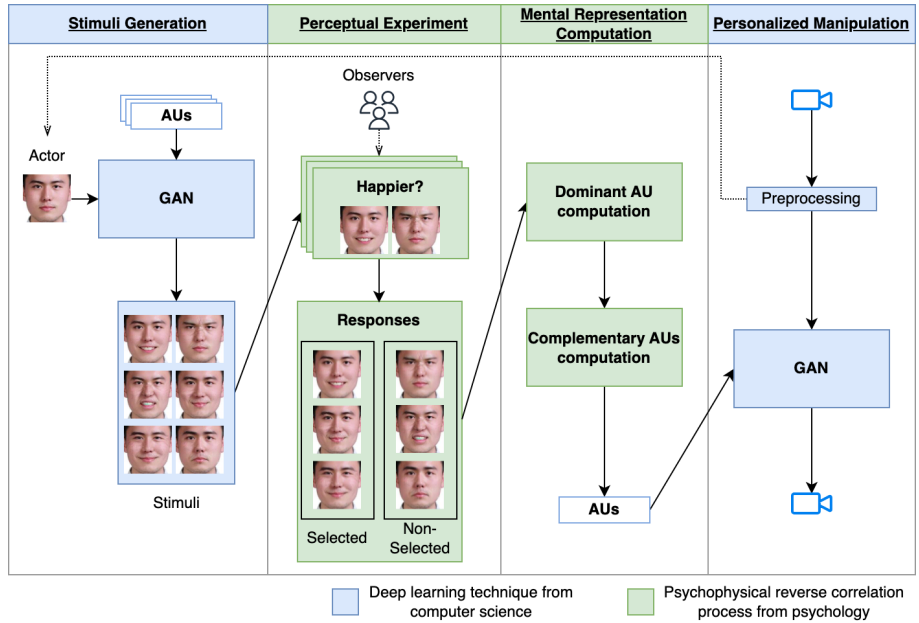 Stimuli Generation
Perceptual Experiment
Mental Representation
Computation
Personalized Manipulation
Observers
AUs
Actor
GAN
Happier?
Dominant AU
computation
Preprocessing
Responses
Complementary AUs
computation
GAN
Stimuli
Selected
Non-
Selected
AUs
Deep learning technique from
computer science
Psychophysical reverse correlation
process from psychology